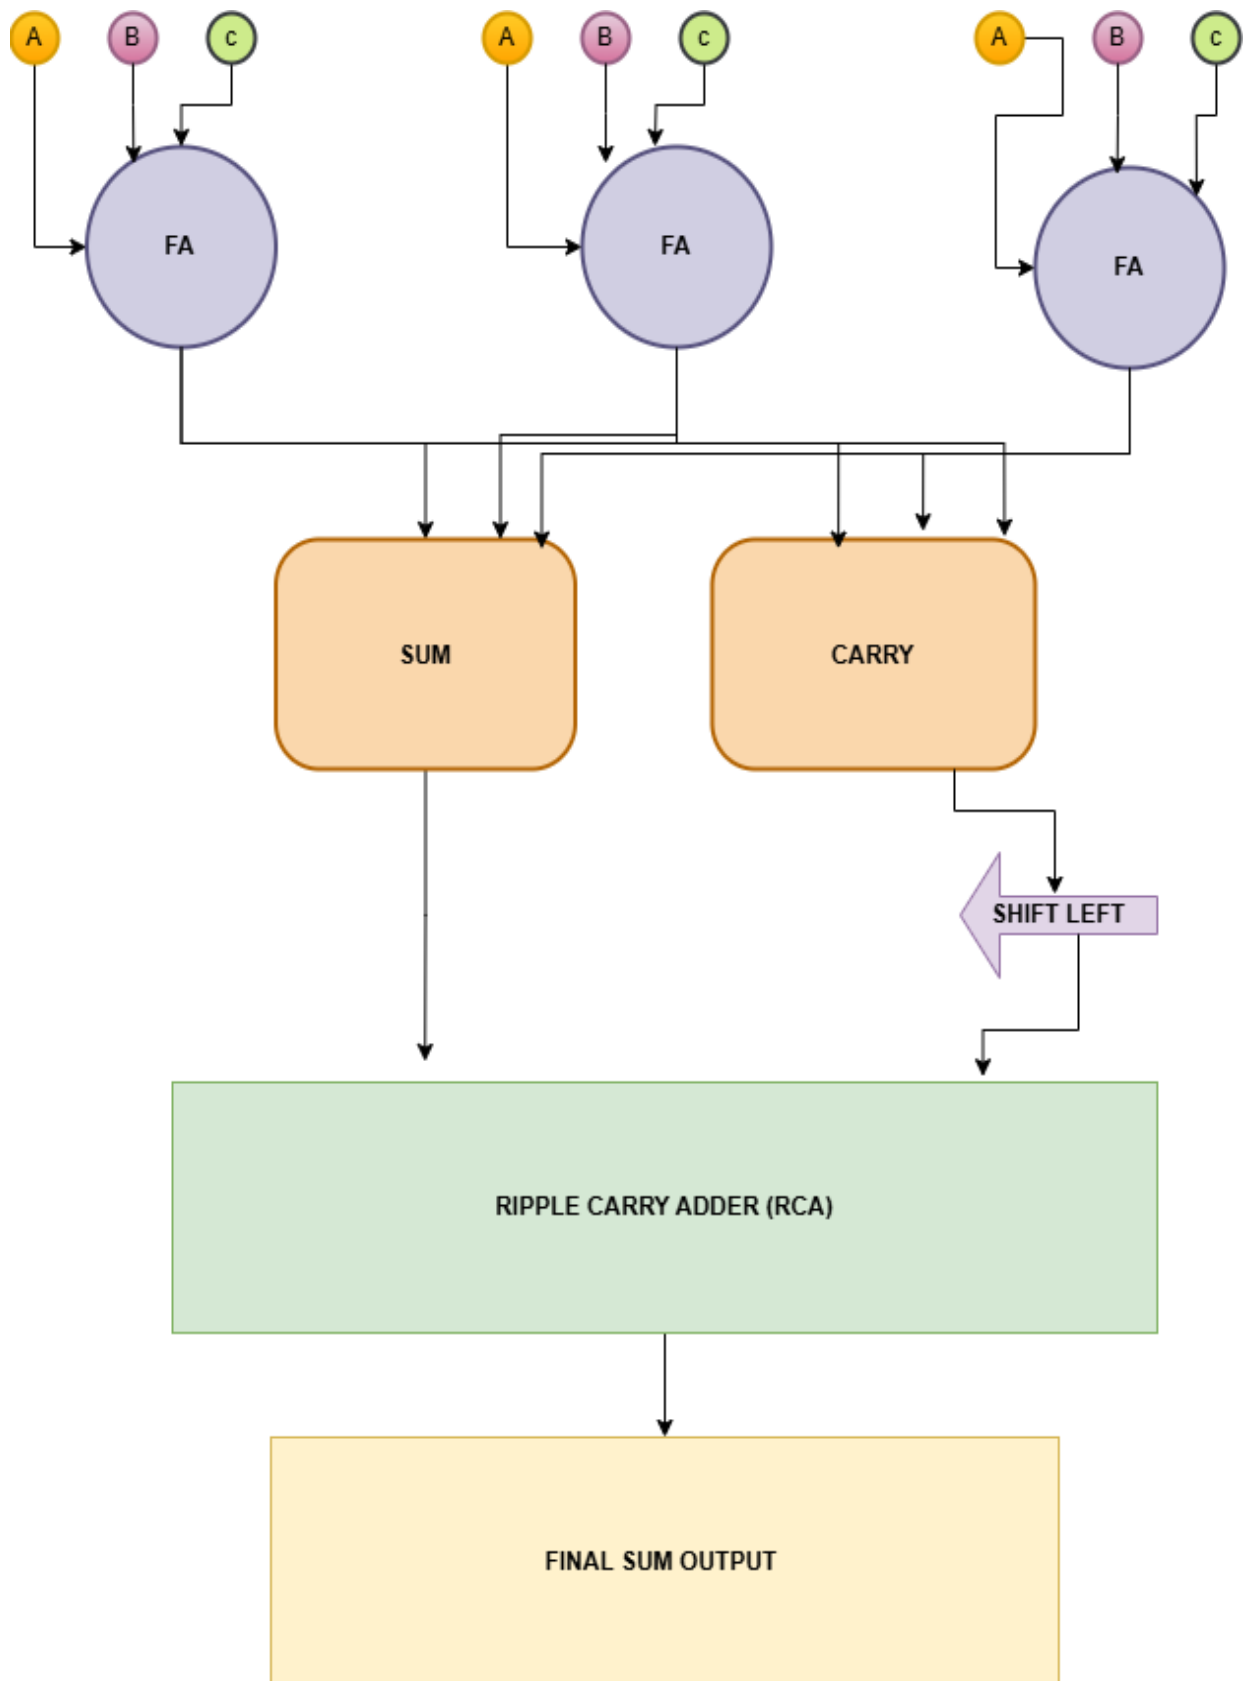 A B c A B c A B c
FA FA FA
SUM CARRY
SHIFT LEFT
RIPPLE CARRY ADDER (RCA)
FINAL SUM OUTPUT